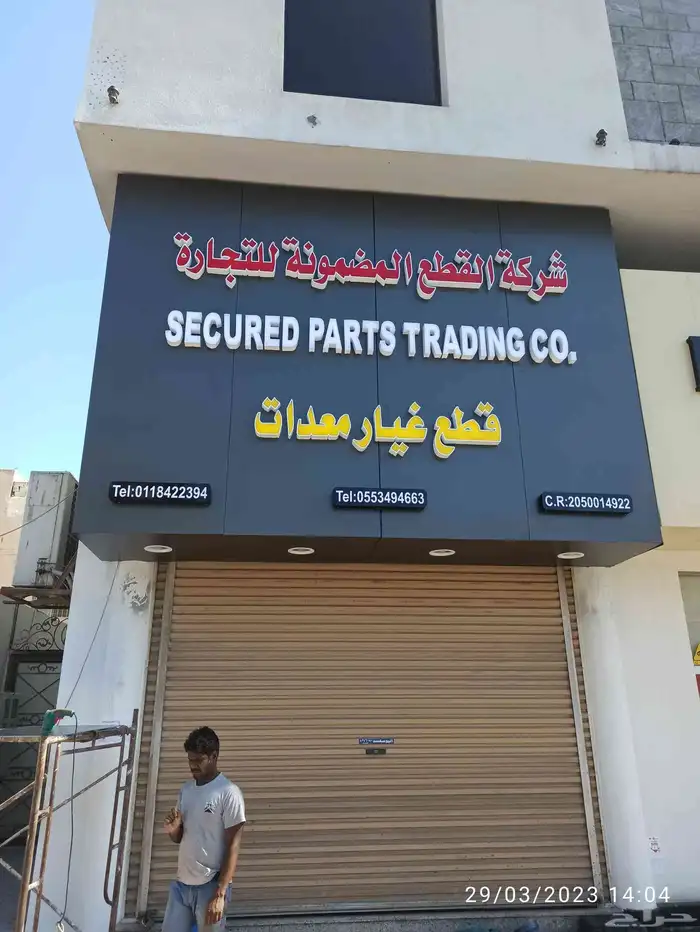 شركة القطع المضمونة للتجارة
SECURED PARTS TRADING CO.
قطع غيار معدات
Tel:0118422394
Tel:0553494663
C.R:2050014922
29/03/2023 14:04
حراج